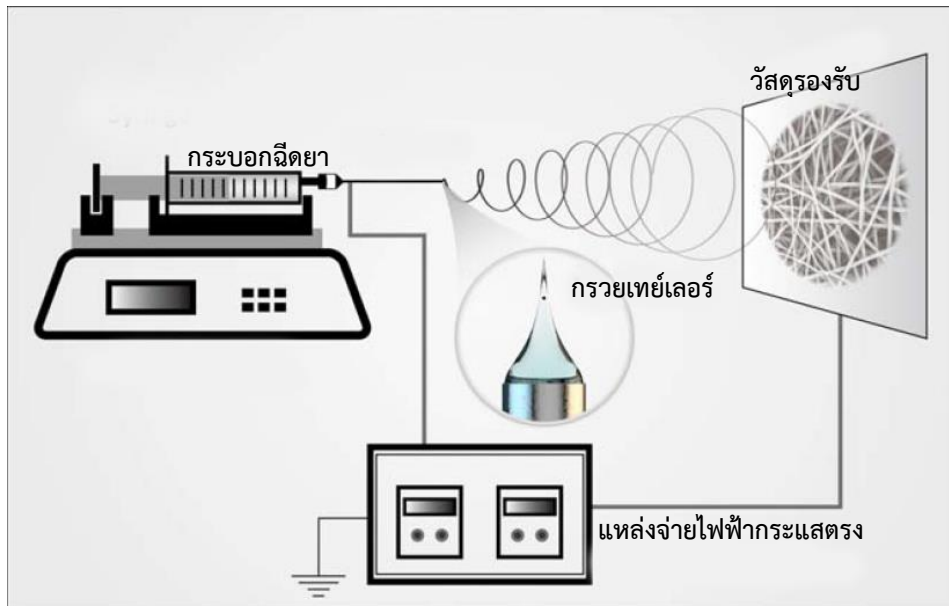 วัสดุรองรับ
กระบอกฉีดยา
กรวยเทย์เลอร์
แหล่งจ่ายไฟฟ้ากระแสตรง